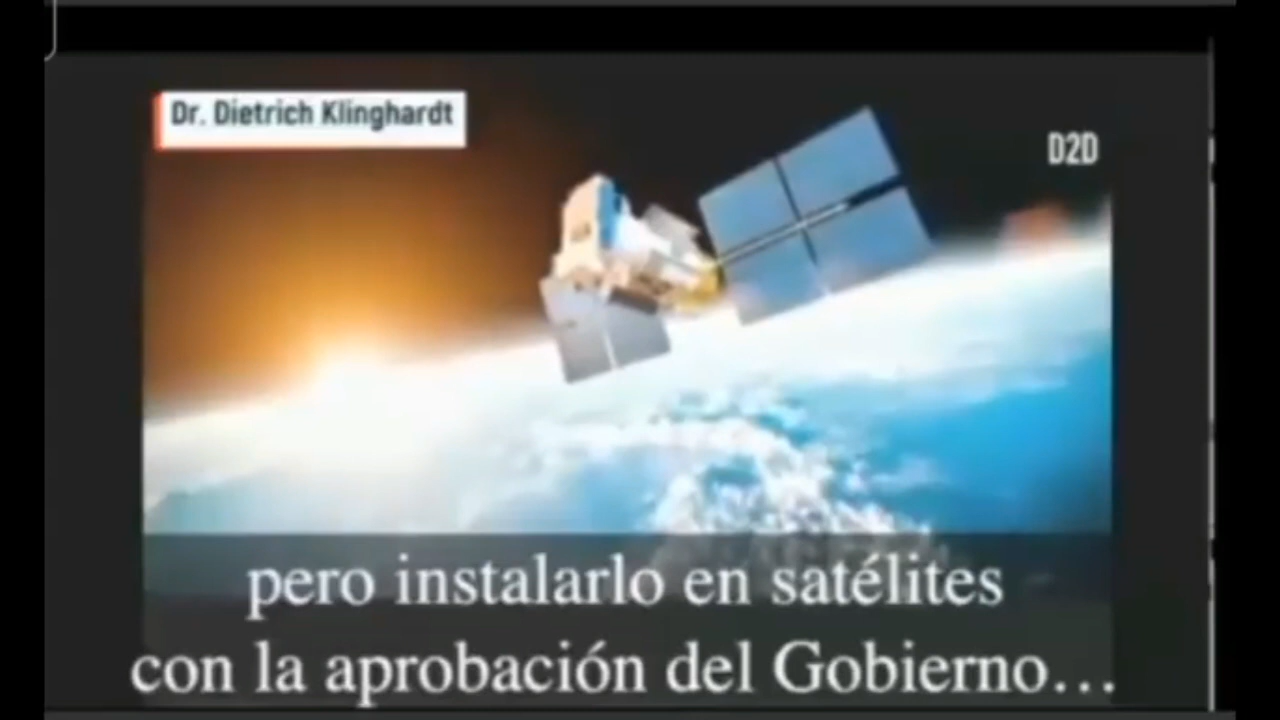 Dr. Dietrich Klinghardt
D2D
pero instalarlo en satélites
con la aprobación del Gobierno...